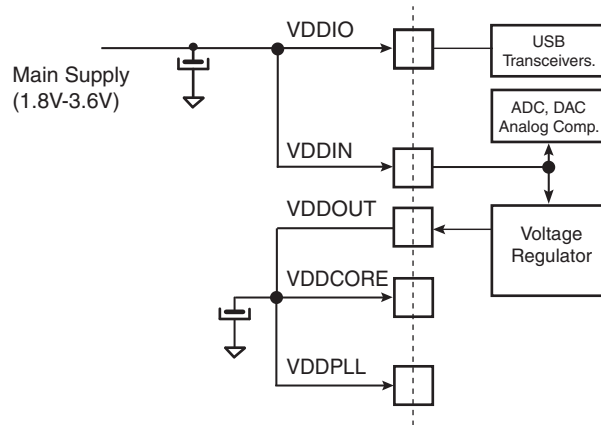 VDDIO
USB
Transceivers.
Main Supply
(1.8V-3.6V)
ADC, DAC
Analog Comp.
VDDIN
VDDOUT
Voltage
Regulator
VDDCORE
VDDPLL